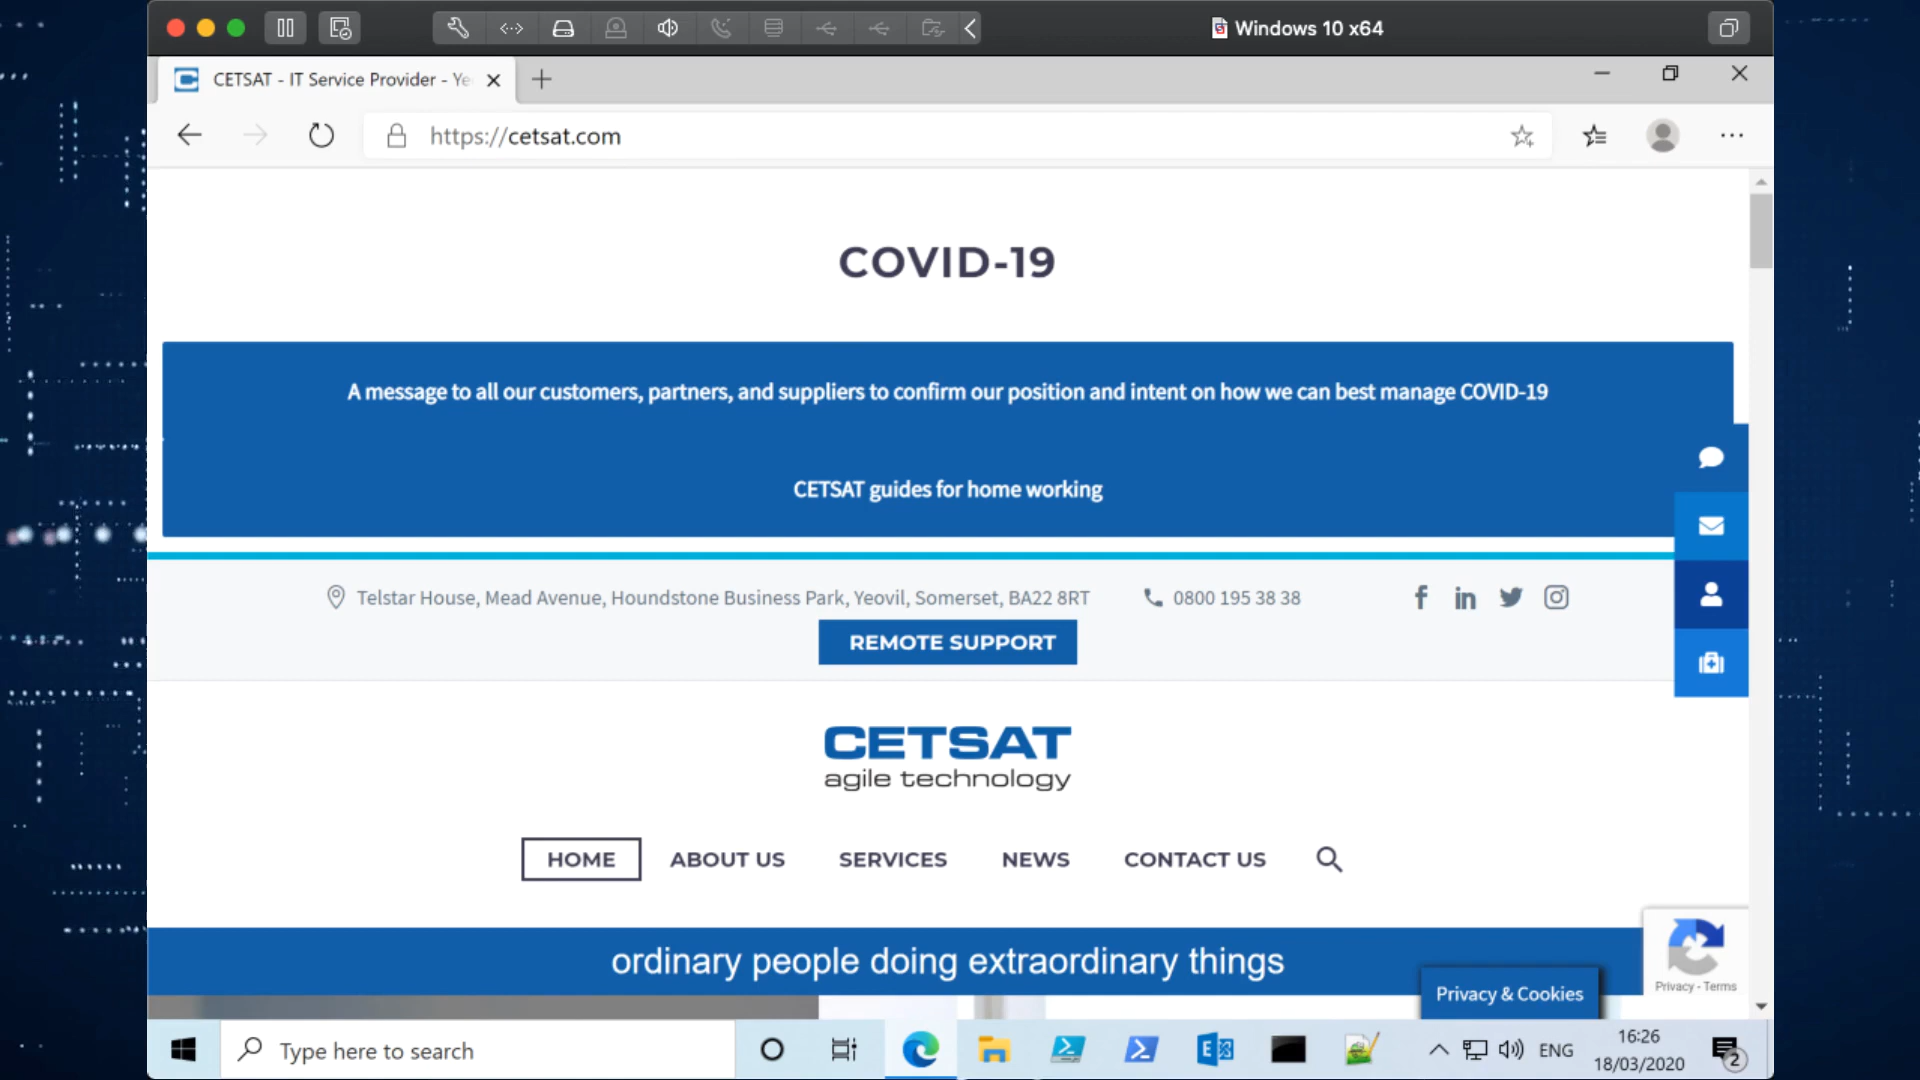 Windows 10 x64
CETSAT - IT Service Provider - Ye
https://cetsat.com
COVID-19
A message to all our customers, partners, and suppliers to confirm our position and intent on how we can best manage COVID-19
CETSAT guides for home working
Telstar House, Mead Avenue, Houndstone Business Park, Yeovil, Somerset, BA22 8RT
0800 195 38 38
REMOTE SUPPORT
CETSAT
agile technology
HOME
ABOUT US
SERVICES
NEWS
CONTACT US
ordinary people doing extraordinary things
Privacy & Cookies
Privacy - Terms
Type here to search
ENG
16:26
18/03/2020
2